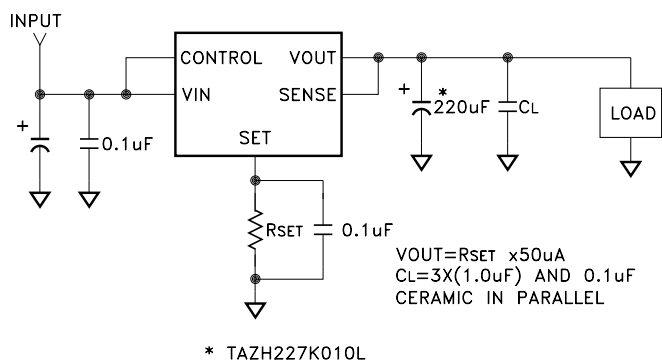 INPUT
CONTROL
VOUT
VIN
SENSE
SET
+
0.1uF
+
*
220uF
CL
LOAD
RSET
0.1uF
VOUT=RSET x50uA
CL=3X(1.0uF) AND 0.1uF
CERAMIC IN PARALLEL
* TAZH227K010L